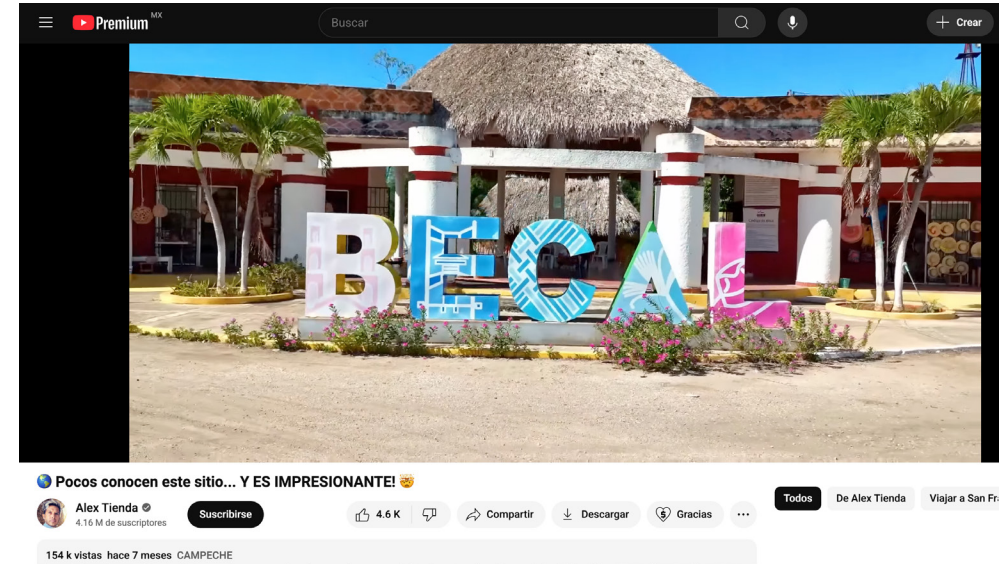 Premium MX
Buscar
Crear
BECAL
🌎 Pocos conocen este sitio... Y ES IMPRESIONANTE! 🤯
Alex Tienda
4.16 M de suscriptores
Suscribirse
4.6 K
Compartir
Descargar
Gracias
Todos
De Alex Tienda
Viajar a San Fr
154 k vistas hace 7 meses CAMPECHE